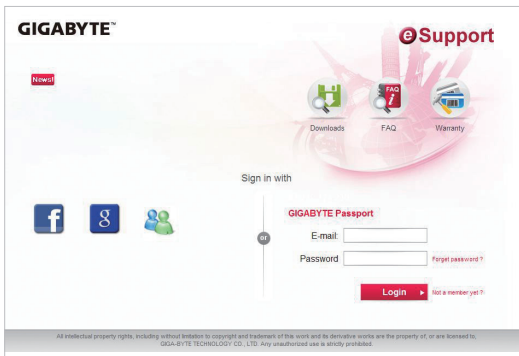 GIGABYTE™
eSupport
News!
FAQ
Downloads
FAQ
Warranty
Sign in with
GIGABYTE Passport
or
E-mail:
Password
Forget password ?
Login
Not a member yet ?
All intellectual property rights, including without limitation to copyright and trademark of this work and its derivative works are the property of, or are licensed to,
GIGA-BYTE TECHNOLOGY CO., LTD. Any unauthorized use is strictly prohibited.